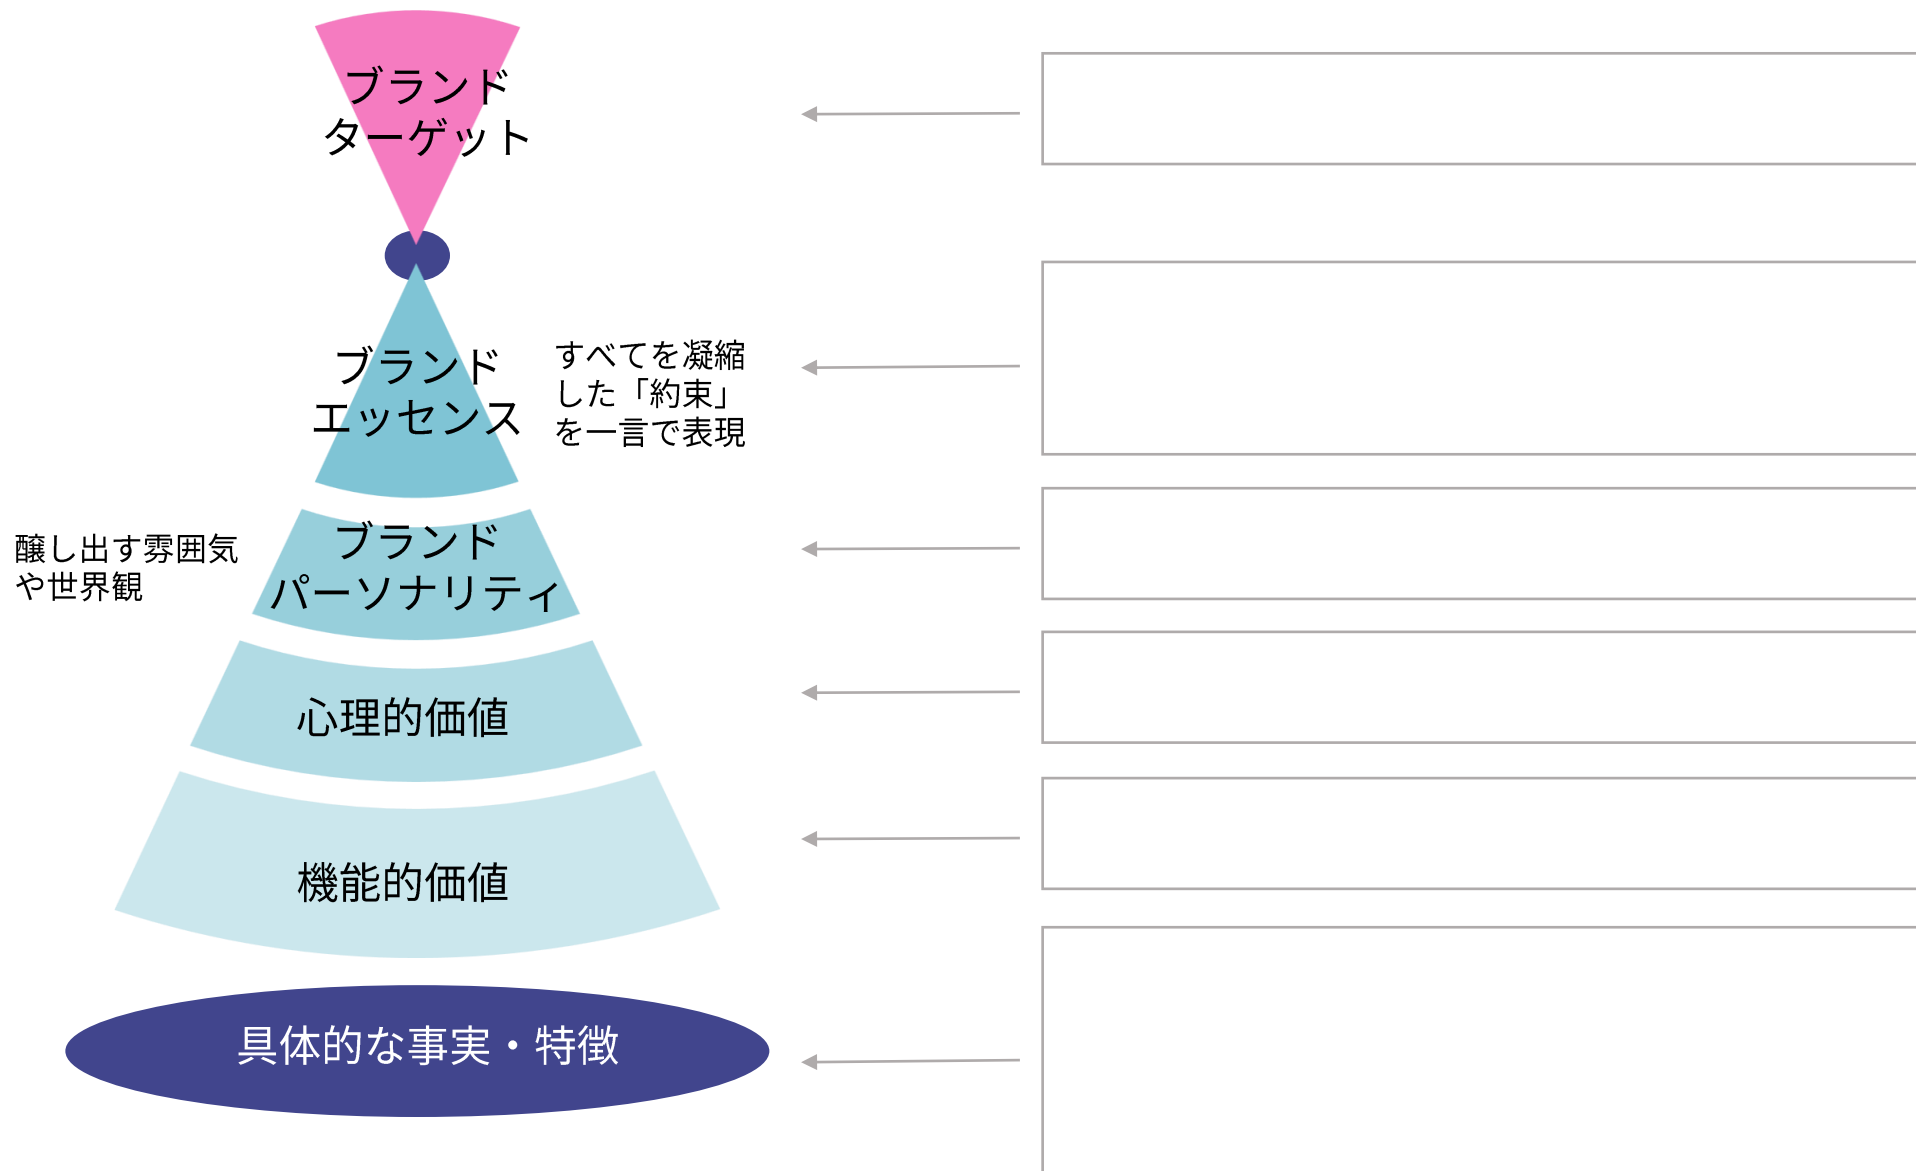 ブランド
ターゲット
ブランド
エッセンス
すべてを凝縮
した「約束」
を一言で表現
ブランド
パーソナリティ
醸し出す雰囲気
や世界観
心理的価値
機能的価値
具体的な事実・特徴